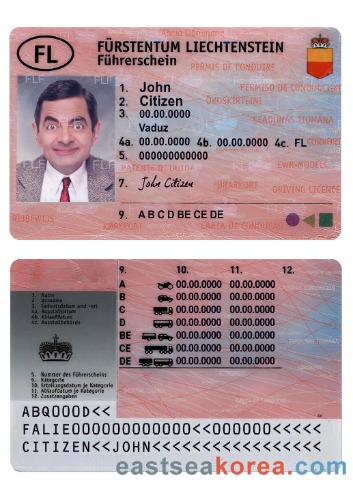 FL
FÜRSTENTUM LIECHTENSTEIN
Führerschein
PERMIS DE CONDUIRE
1. John
2. Citizen
3. 00.00.0000
Vaduz
4a. 00.00.0000 4b. 00.00.0000 4c. FL
5. 000000000000
7. John Citizen
DRIVING LICENCE
9. A B C D BE CE DE
9. 10. 11. 12.
1. Name
2. Vorname
3. Geburtsdatum und -ort
4a. Ausstelldatum
4b. Ablaufdatum
4c. Ausstellbehörde
5. Nummer des Führerscheins
9. Kategorie
10. Erteilungsdatum je Kategorie
11. Ablaufdatum je Kategorie
12. Zusatzangaben
A 00.00.0000 00.00.0000
B 00.00.0000 00.00.0000
C 00.00.0000 00.00.0000
D 00.00.0000 00.00.0000
BE 00.00.0000 00.00.0000
CE 00.00.0000 00.00.0000
DE 00.00.0000 00.00.0000
ABQ000D<<
FALIE0000000000000<<000000<<<<<
CITIZEN<<JOHN<<<<<<<<<<<<<<<<<
eastseakorea.com